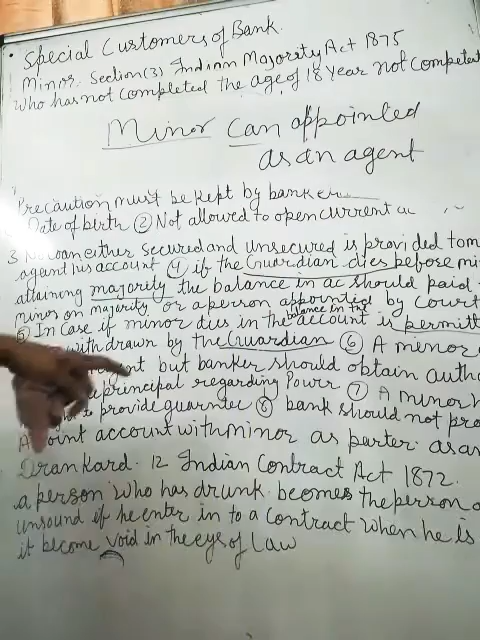 • Special Customers of Bank.
Minor. Section (3) Indian Majority Act 1875
Who has not completed the age of 18 year not competent
Minor can appointed
as an agent
Precaution must be kept by banker
Date of birth ② Not allowed to open current a/c
3 No loan either secured and unsecured is provided to m
against his account ④ if the Guardian dies before mi
attaining majority the balance in ac should paid
minor on majority or a person appointed by Court
⑤ In Case if minor dies in the balance in the account is permitt
withdrawn by the Guardian ⑥ A minor
but banker should obtain auth
principal regarding Power ⑦ A minor
to provide guarntee ⑧ bank should not pro
A joint account with minor as parter. as an
Drankard. 12 Indian Contract Act 1872.
a person who has drunk becomes the person
unsound if he enter in to a contract when he is
it become void in the eyes of law